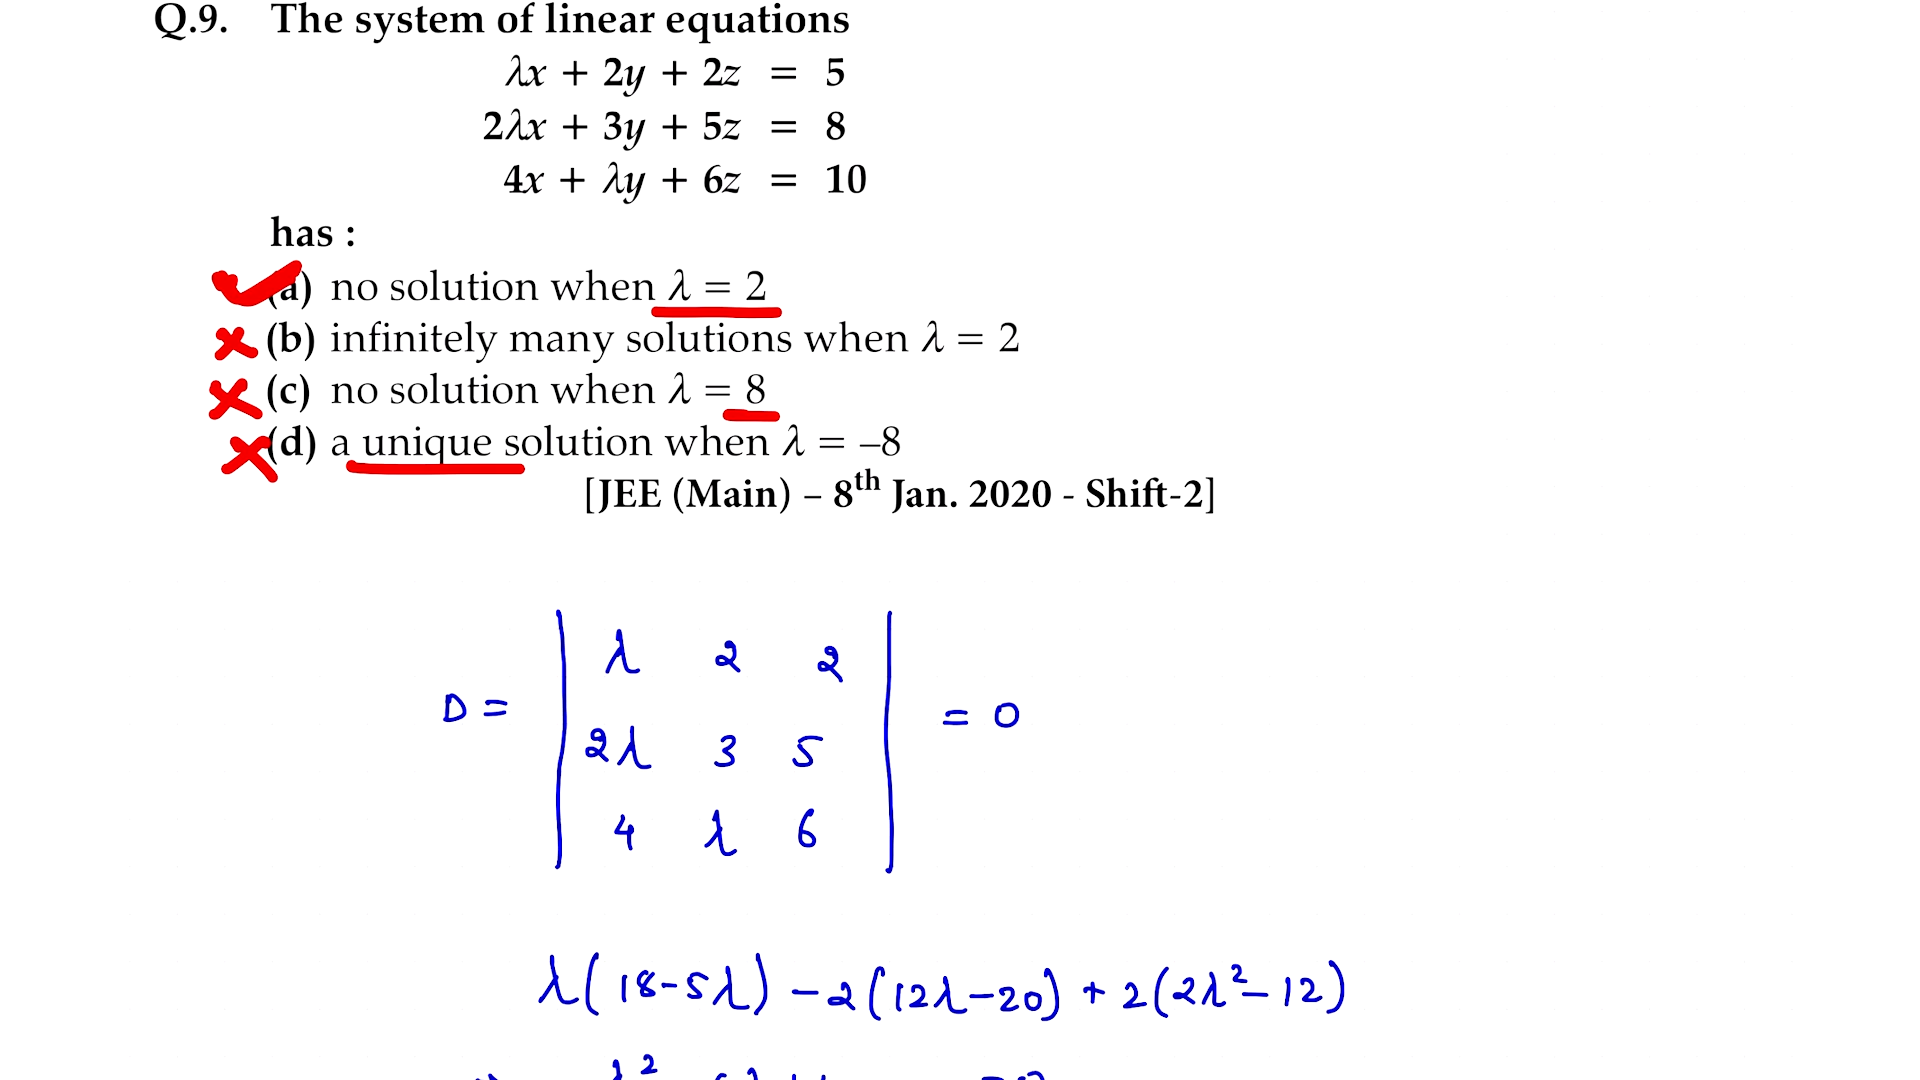 Q.9. The system of linear equations
λx + 2y + 2z = 5
2λx + 3y + 5z = 8
4x + λy + 6z = 10
has :
(a) no solution when λ = 2
(b) infinitely many solutions when λ = 2
(c) no solution when λ = 8
(d) a unique solution when λ = –8
[JEE (Main) – 8th Jan. 2020 - Shift-2]
λ 2 2
D = 2λ 3 5 = 0
4 λ 6
λ(18-5λ) -2(12λ-20) + 2(2λ²-12)